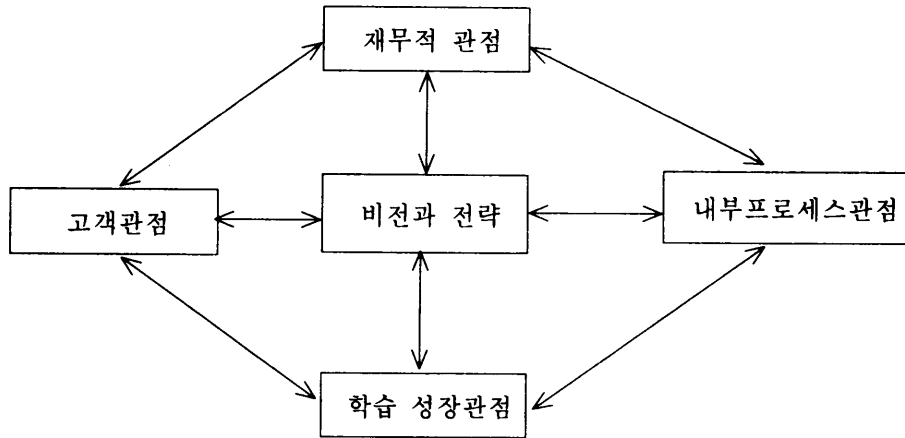 재무적 관점
고객관점
비전과 전략
내부프로세스관점
학습 성장관점